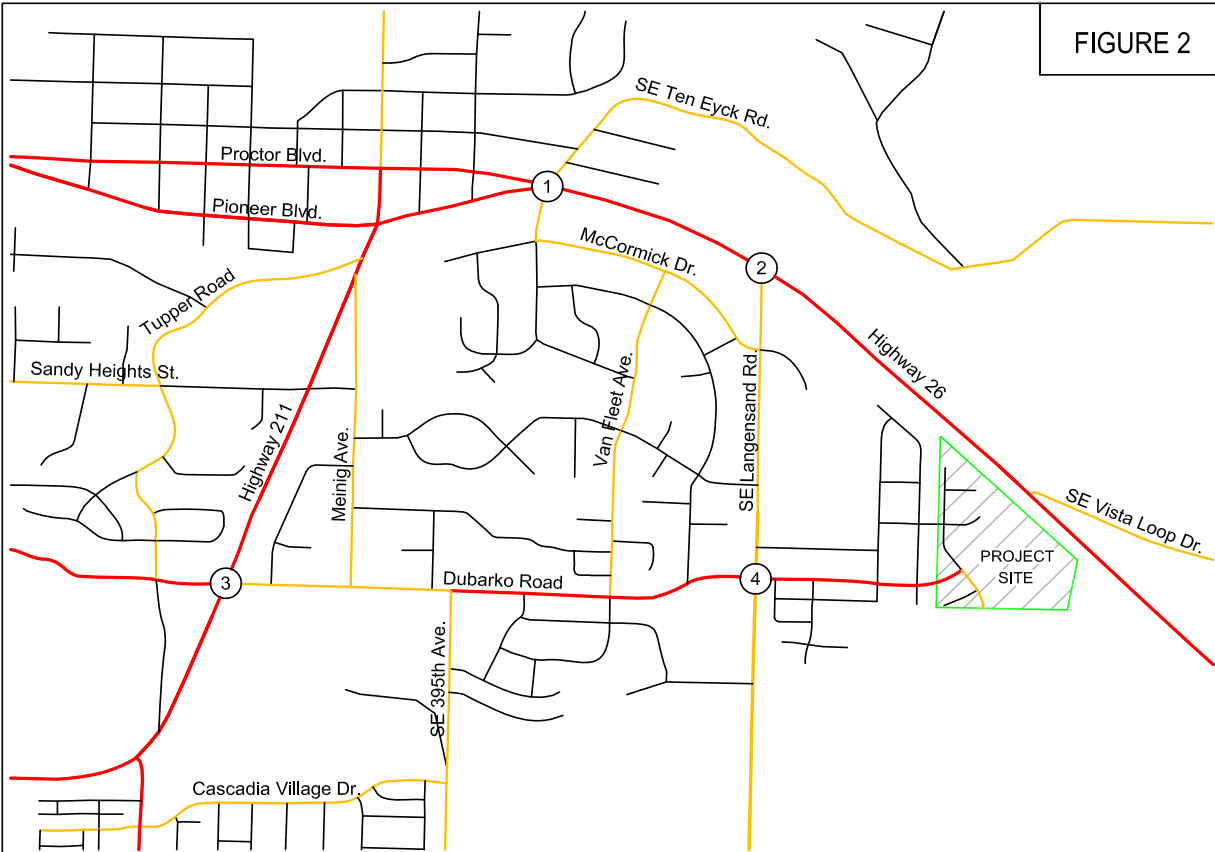 FIGURE 2
SE Ten Eyck Rd.
Proctor Blvd.
1
Pioneer Blvd.
McCormick Dr.
2
Tupper Road
Highway 26
Sandy Heights St.
Van Fleet Ave.
SE Langensand Rd.
Highway 211
Meinig Ave.
SE Vista Loop Dr.
PROJECT
SITE
3
Dubarko Road
4
SE 395th Ave.
Cascadia Village Dr.